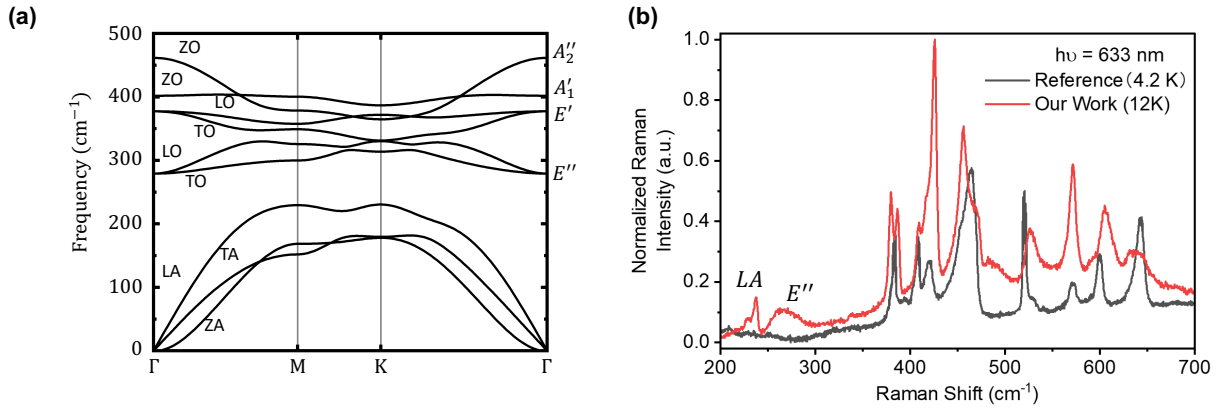 (a)
Frequency (cm⁻¹)
500
400
300
200
100
0
ZO
ZO
LO
TO
LO
TO
LA
TA
ZA
A₂′′
A₁′
E′
E′′
Γ
M
K
Γ
(b)
Normalized Raman
Intensity (a.u.)
1.0
0.8
0.6
0.4
0.2
0.0
hυ = 633 nm
Reference (4.2 K)
Our Work (12K)
LA
E′′
200
300
400
500
600
700
Raman Shift (cm⁻¹)